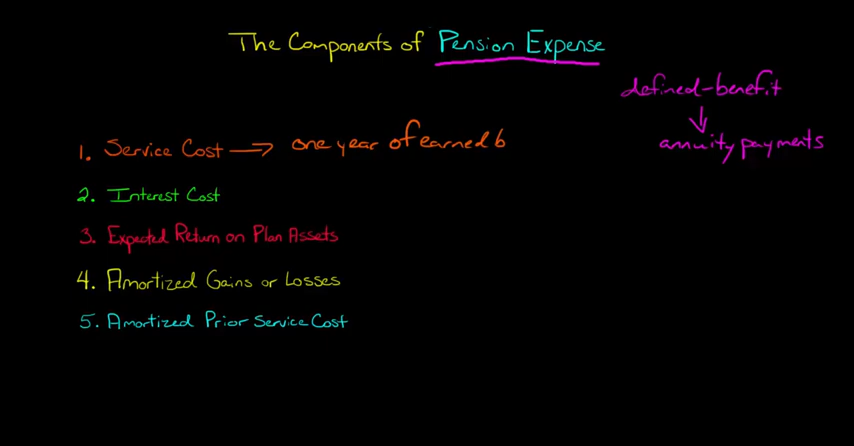 The Components of Pension Expense
defined-benefit
annuity payments
1. Service Cost → one year of earned b
2. Interest Cost
3. Expected Return on Plan Assets
4. Amortized Gains or Losses
5. Amortized Prior Service Cost